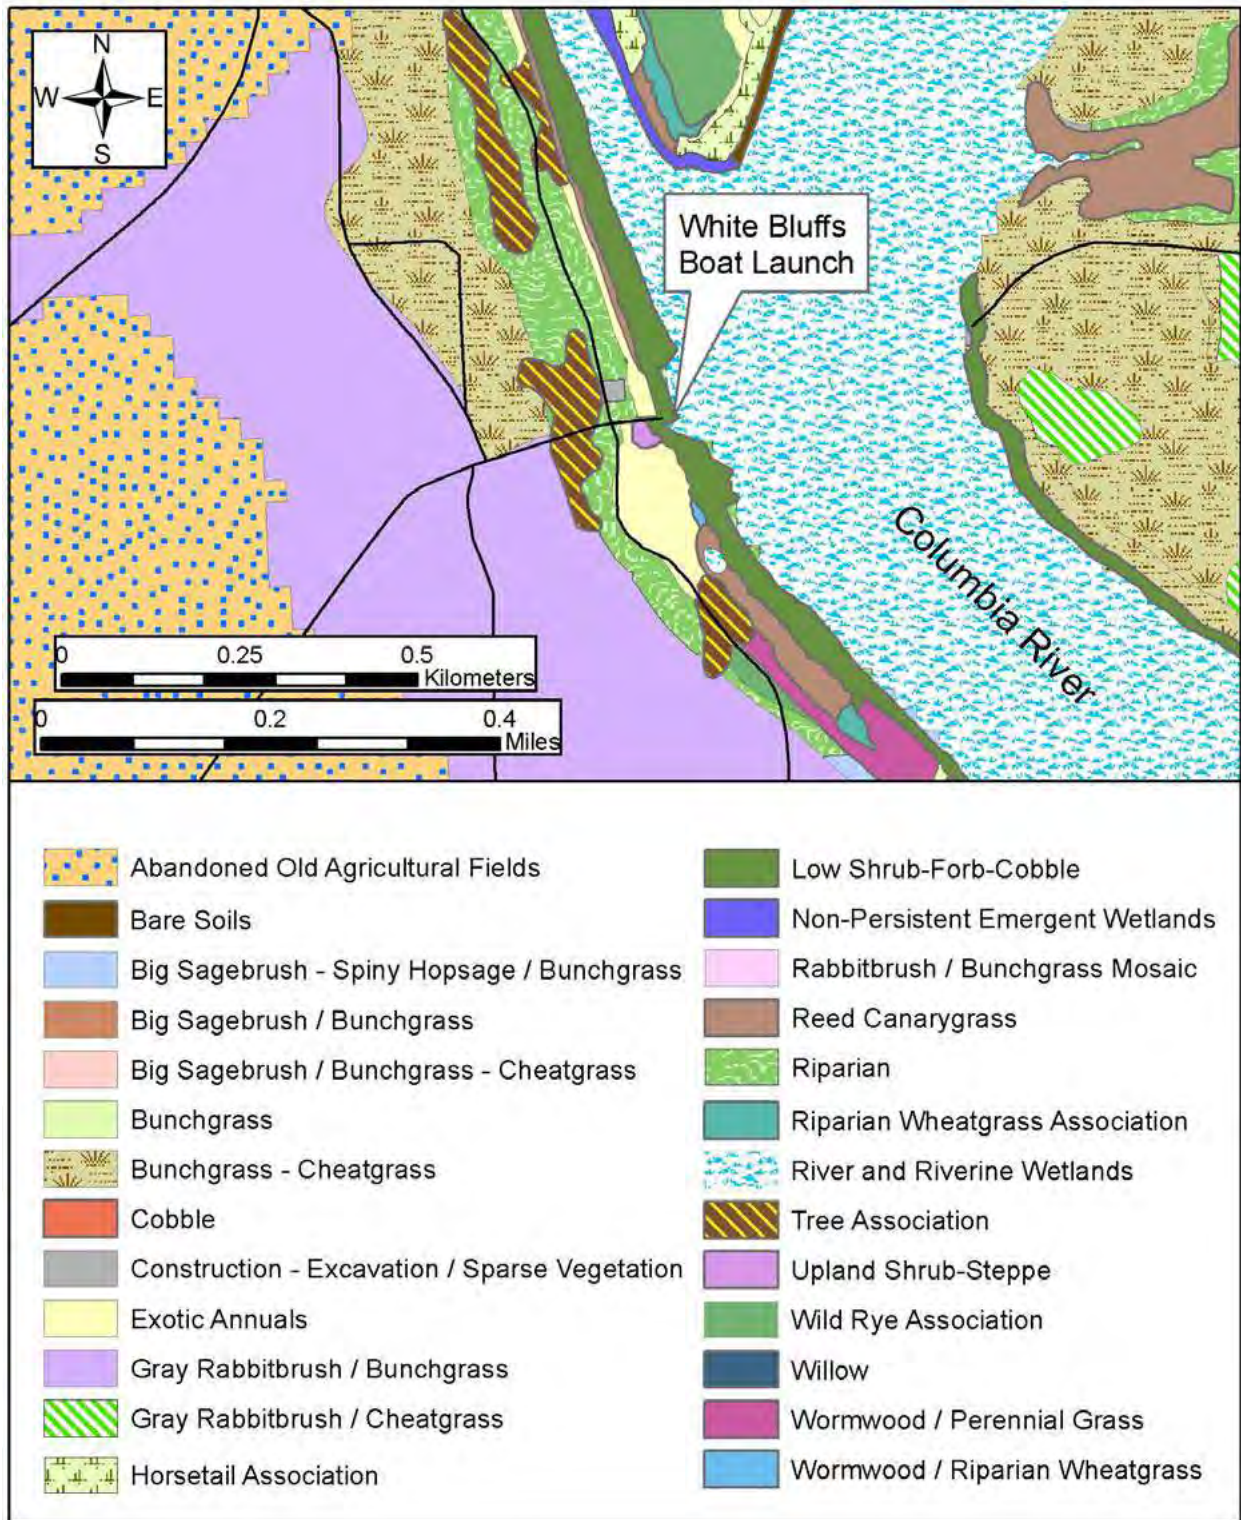 N
W E
S
White Bluffs
Boat Launch
Columbia River
0 0.25 0.5
Kilometers
0 0.2 0.4
Miles
Abandoned Old Agricultural Fields
Bare Soils
Big Sagebrush - Spiny Hopsage / Bunchgrass
Big Sagebrush / Bunchgrass
Big Sagebrush / Bunchgrass - Cheatgrass
Bunchgrass
Bunchgrass - Cheatgrass
Cobble
Construction - Excavation / Sparse Vegetation
Exotic Annuals
Gray Rabbitbrush / Bunchgrass
Gray Rabbitbrush / Cheatgrass
Horsetail Association
Low Shrub-Forb-Cobble
Non-Persistent Emergent Wetlands
Rabbitbrush / Bunchgrass Mosaic
Reed Canarygrass
Riparian
Riparian Wheatgrass Association
River and Riverine Wetlands
Tree Association
Upland Shrub-Steppe
Wild Rye Association
Willow
Wormwood / Perennial Grass
Wormwood / Riparian Wheatgrass